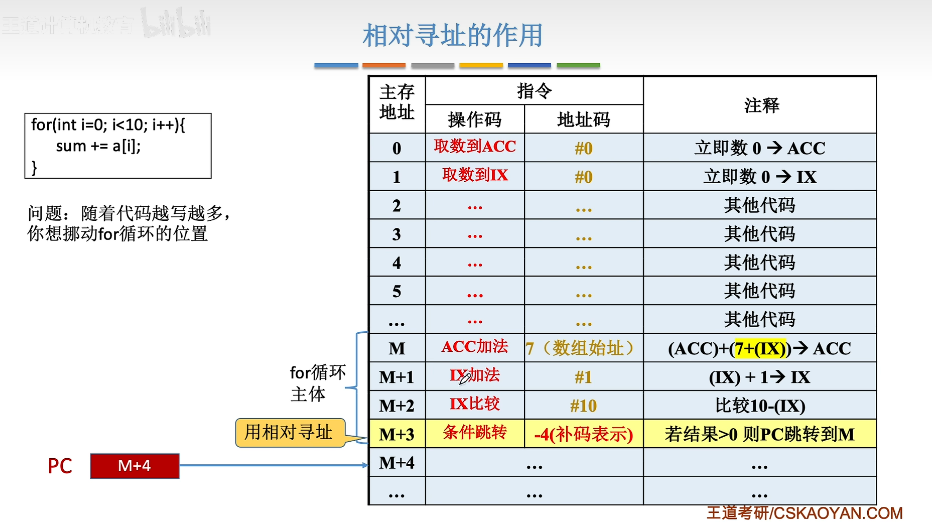 相对寻址的作用
for(int i=0; i<10; i++){
sum += a[i];
}
问题：随着代码越写越多，
你想挪动for循环的位置
主存地址 指令 注释
操作码 地址码
0 取数到ACC #0 立即数 0 → ACC
1 取数到IX #0 立即数 0 → IX
2 … … 其他代码
3 … … 其他代码
4 … … 其他代码
5 … … 其他代码
… … … 其他代码
M ACC加法 7（数组始址） (ACC)+(7+(IX))→ ACC
for循环主体
M+1 IX加法 #1 (IX) + 1→ IX
M+2 IX比较 #10 比较10-(IX)
用相对寻址
M+3 条件跳转 -4(补码表示) 若结果>0 则PC跳转到M
PC M+4
M+4 … …
… … …
王道考研/CSKAOYAN.COM